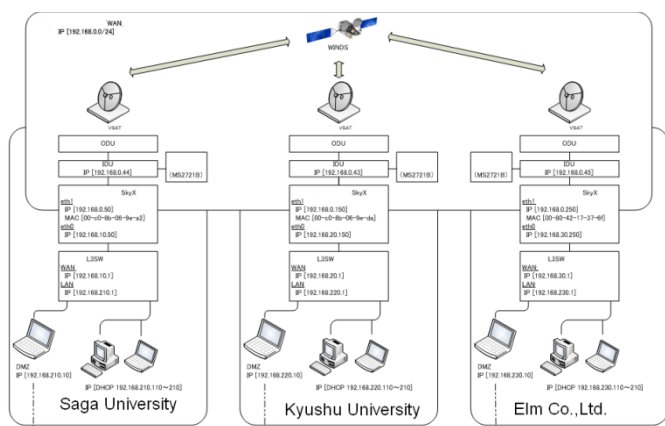 WAN
IP [192.168.0.0/24]
WINDS
VSAT
ODU
IDU
IP [192.168.0.44]
(MS2721B)
SkyX
eth1
IP [192.168.0.50]
MAC [00-c0-8b-06-9e-a2]
eth0
IP [192.168.10.50]
L3SW
WAN
IP [192.168.10.1]
LAN
IP [192.168.210.1]
DMZ
IP [192.168.210.10]
IP [DHCP 192.168.210.110~210]
Saga University
VSAT
ODU
IDU
IP [192.168.0.43]
(MS2721B)
SkyX
eth1
IP [192.168.0.150]
MAC [00-c0-8b-06-9e-da]
eth0
IP [192.168.20.150]
L3SW
WAN
IP [192.168.20.1]
LAN
IP [192.168.220.1]
DMZ
IP [192.168.220.10]
IP [DHCP 192.168.220.110~210]
Kyushu University
VSAT
ODU
IDU
IP [192.168.0.45]
(MS2721B)
SkyX
eth1
IP [192.168.0.250]
MAC [00-80-42-17-37-6f]
eth0
IP [192.168.30.250]
L3SW
WAN
IP [192.168.30.1]
LAN
IP [192.168.230.1]
DMZ
IP [192.168.230.10]
IP [DHCP 192.168.230.110~210]
Elm Co.,Ltd.